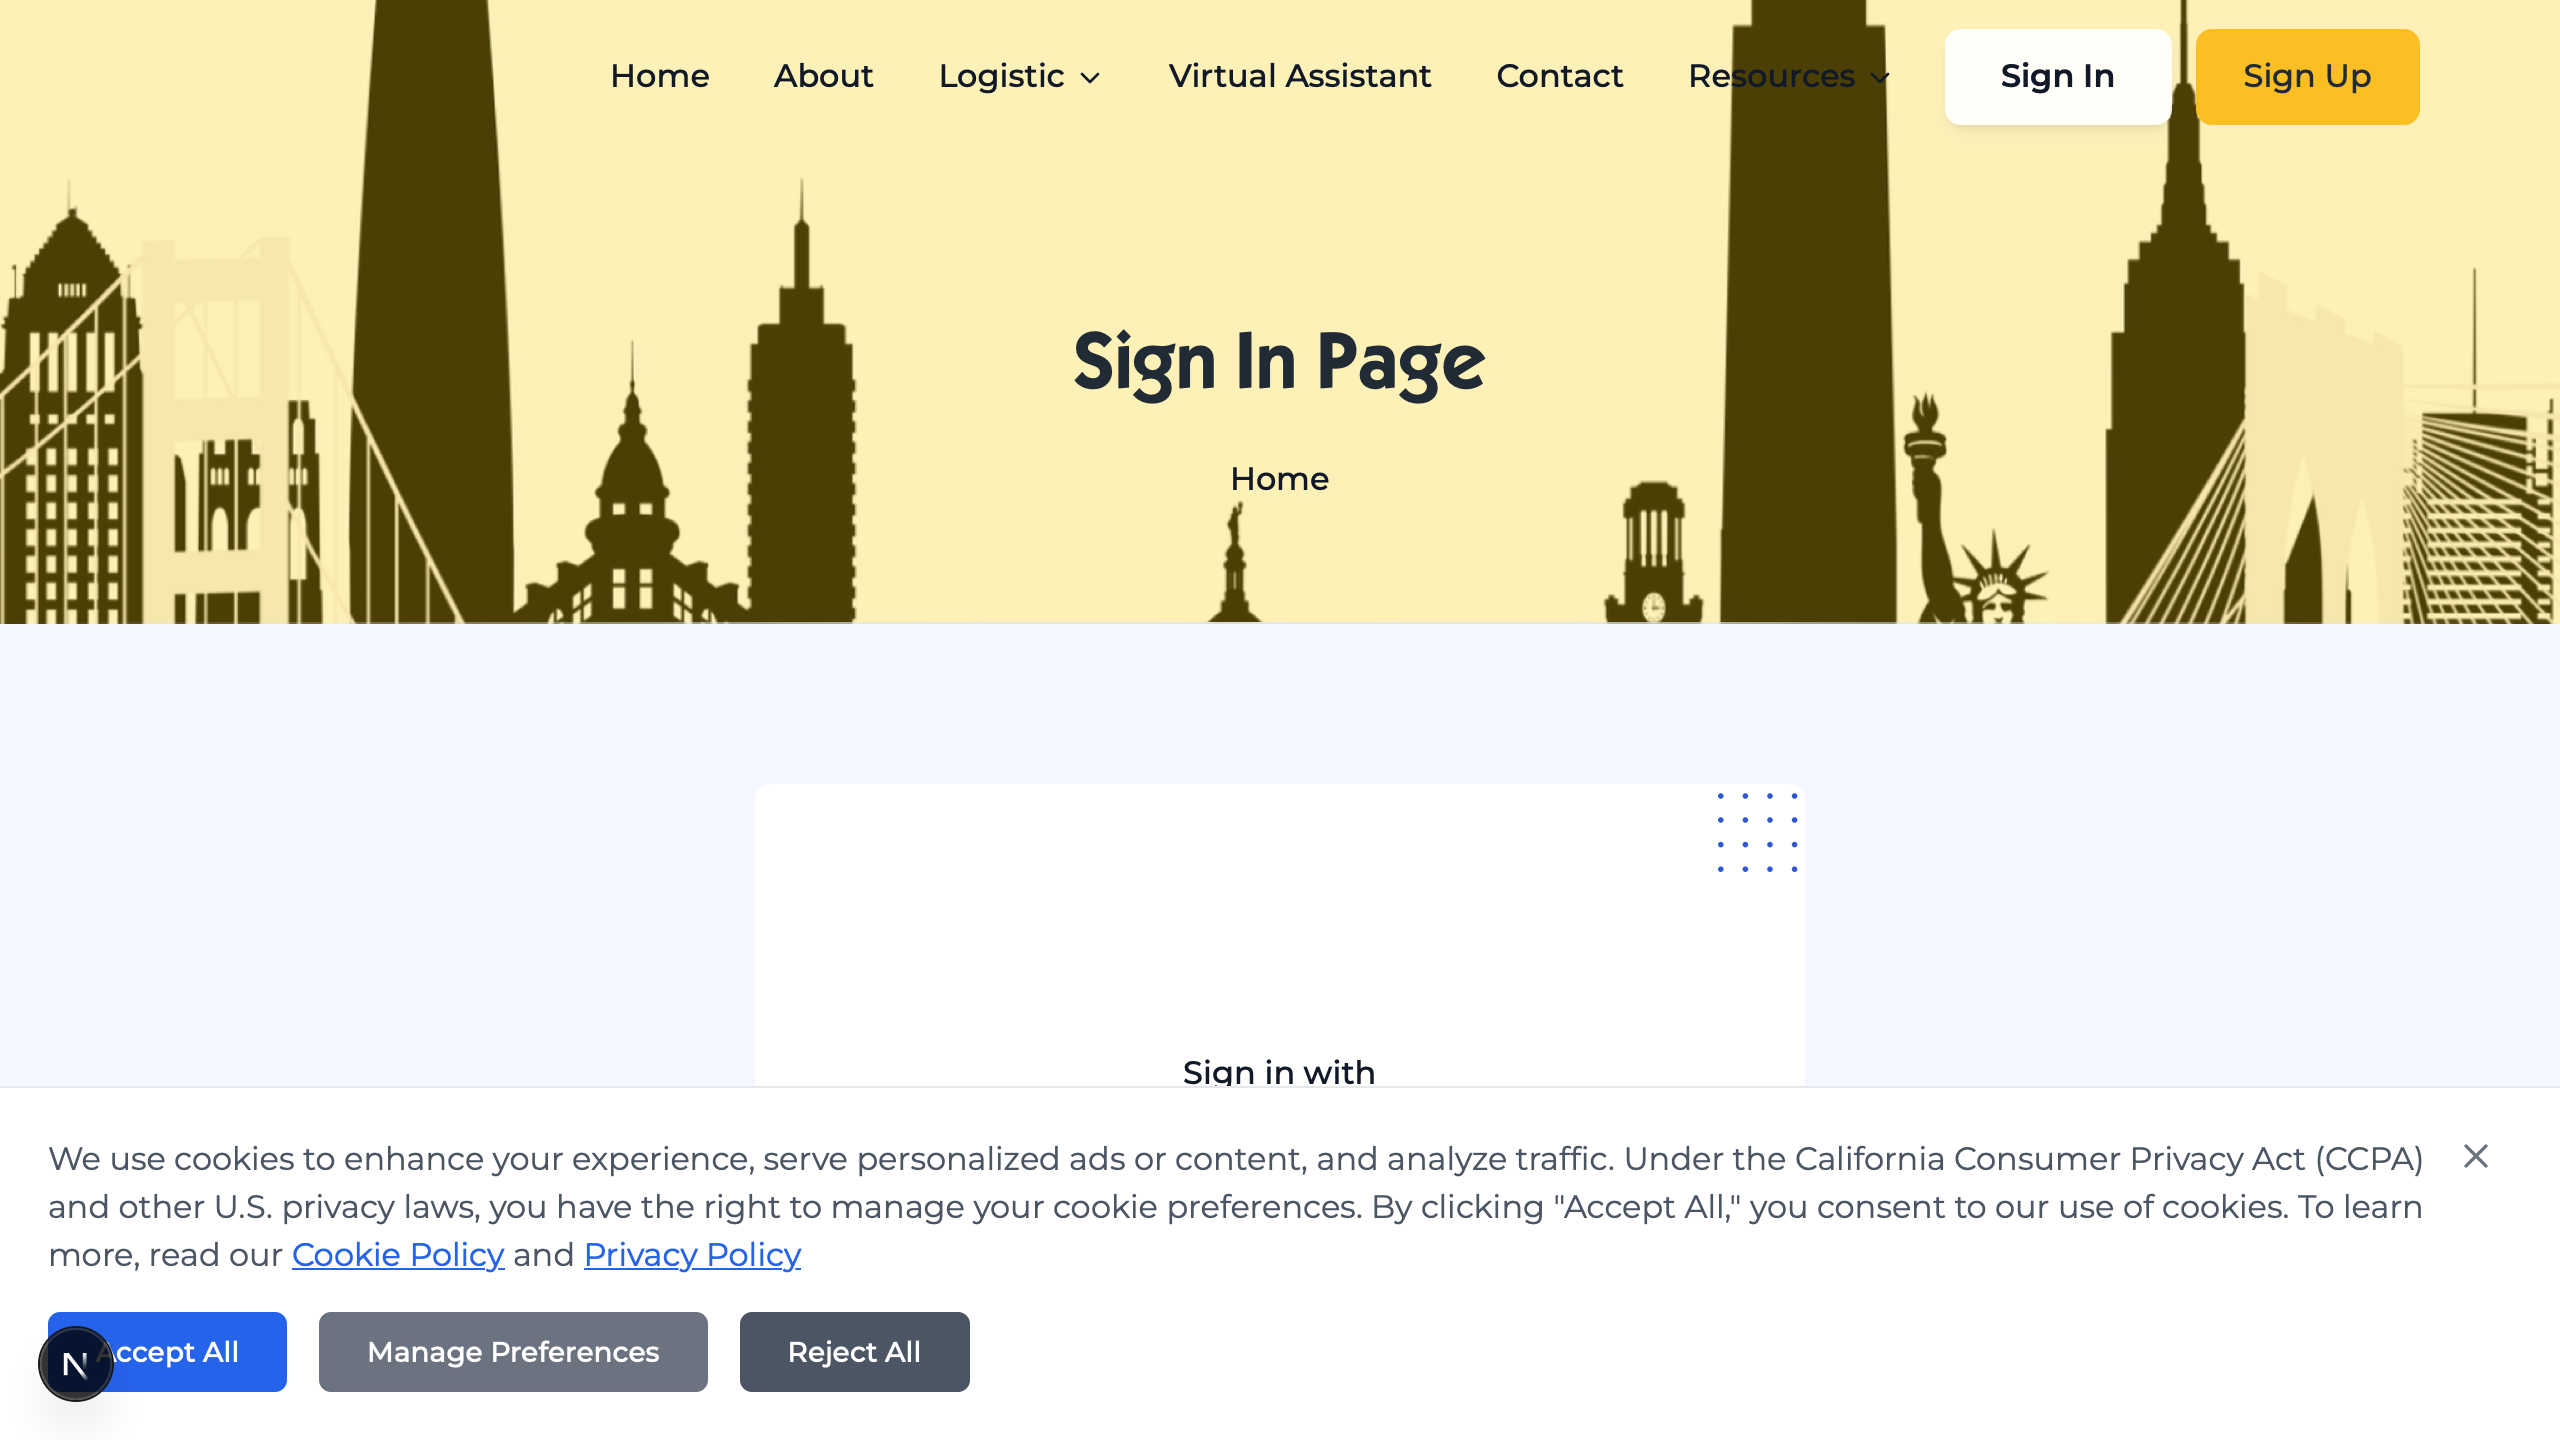 Home About Logistic Virtual Assistant Contact Resources Sign In Sign Up
Sign In Page
Home
Sign in with
We use cookies to enhance your experience, serve personalized ads or content, and analyze traffic. Under the California Consumer Privacy Act (CCPA)
and other U.S. privacy laws, you have the right to manage your cookie preferences. By clicking "Accept All," you consent to our use of cookies. To learn
more, read our Cookie Policy and Privacy Policy
Accept All Manage Preferences Reject All
N